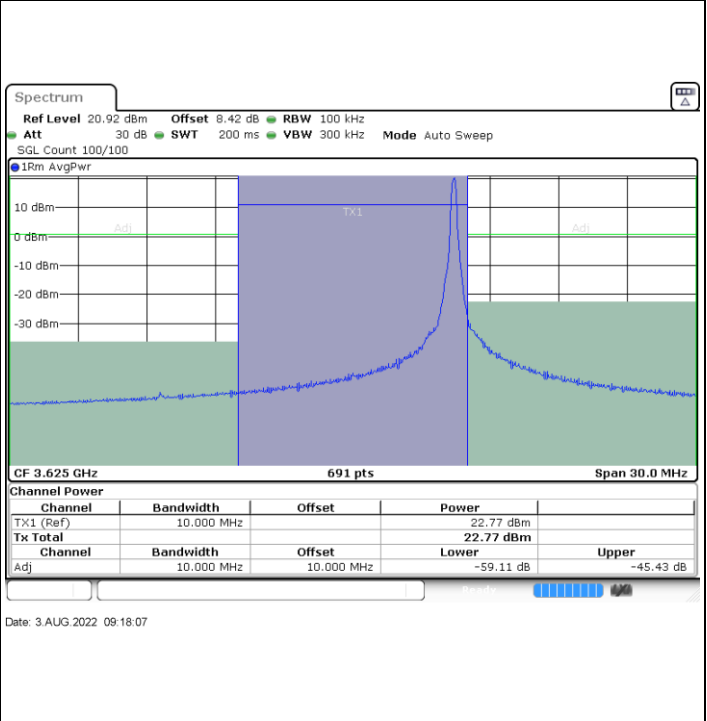 Spectrum
Ref Level 20.92 dBm Offset 8.42 dB RBW 100 kHz
Att 30 dB SWT 200 ms VBW 300 kHz Mode Auto Sweep
SGL Count 100/100
1Rm AvgPwr
10 dBm
TX1
Adj Adj
0 dBm
-10 dBm
-20 dBm
-30 dBm
CF 3.625 GHz 691 pts Span 30.0 MHz
Channel Power
Channel Bandwidth Offset Power
TX1 (Ref) 10.000 MHz 22.77 dBm
Tx Total 22.77 dBm
Channel Bandwidth Offset Lower Upper
Adj 10.000 MHz 10.000 MHz -59.11 dB -45.43 dB
Ready
Date: 3.AUG.2022 09:18:07